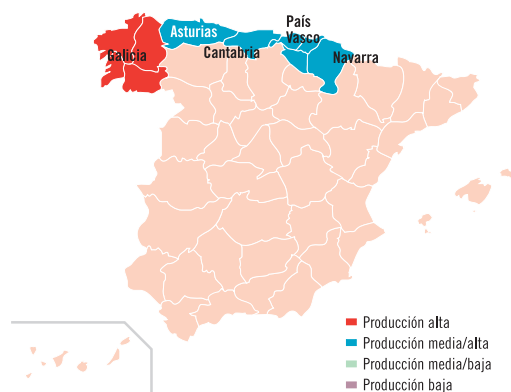 País
Vasco
Asturias
Galicia
Cantabria
Navarra
Producción alta
Producción media/alta
Producción media/baja
Producción baja